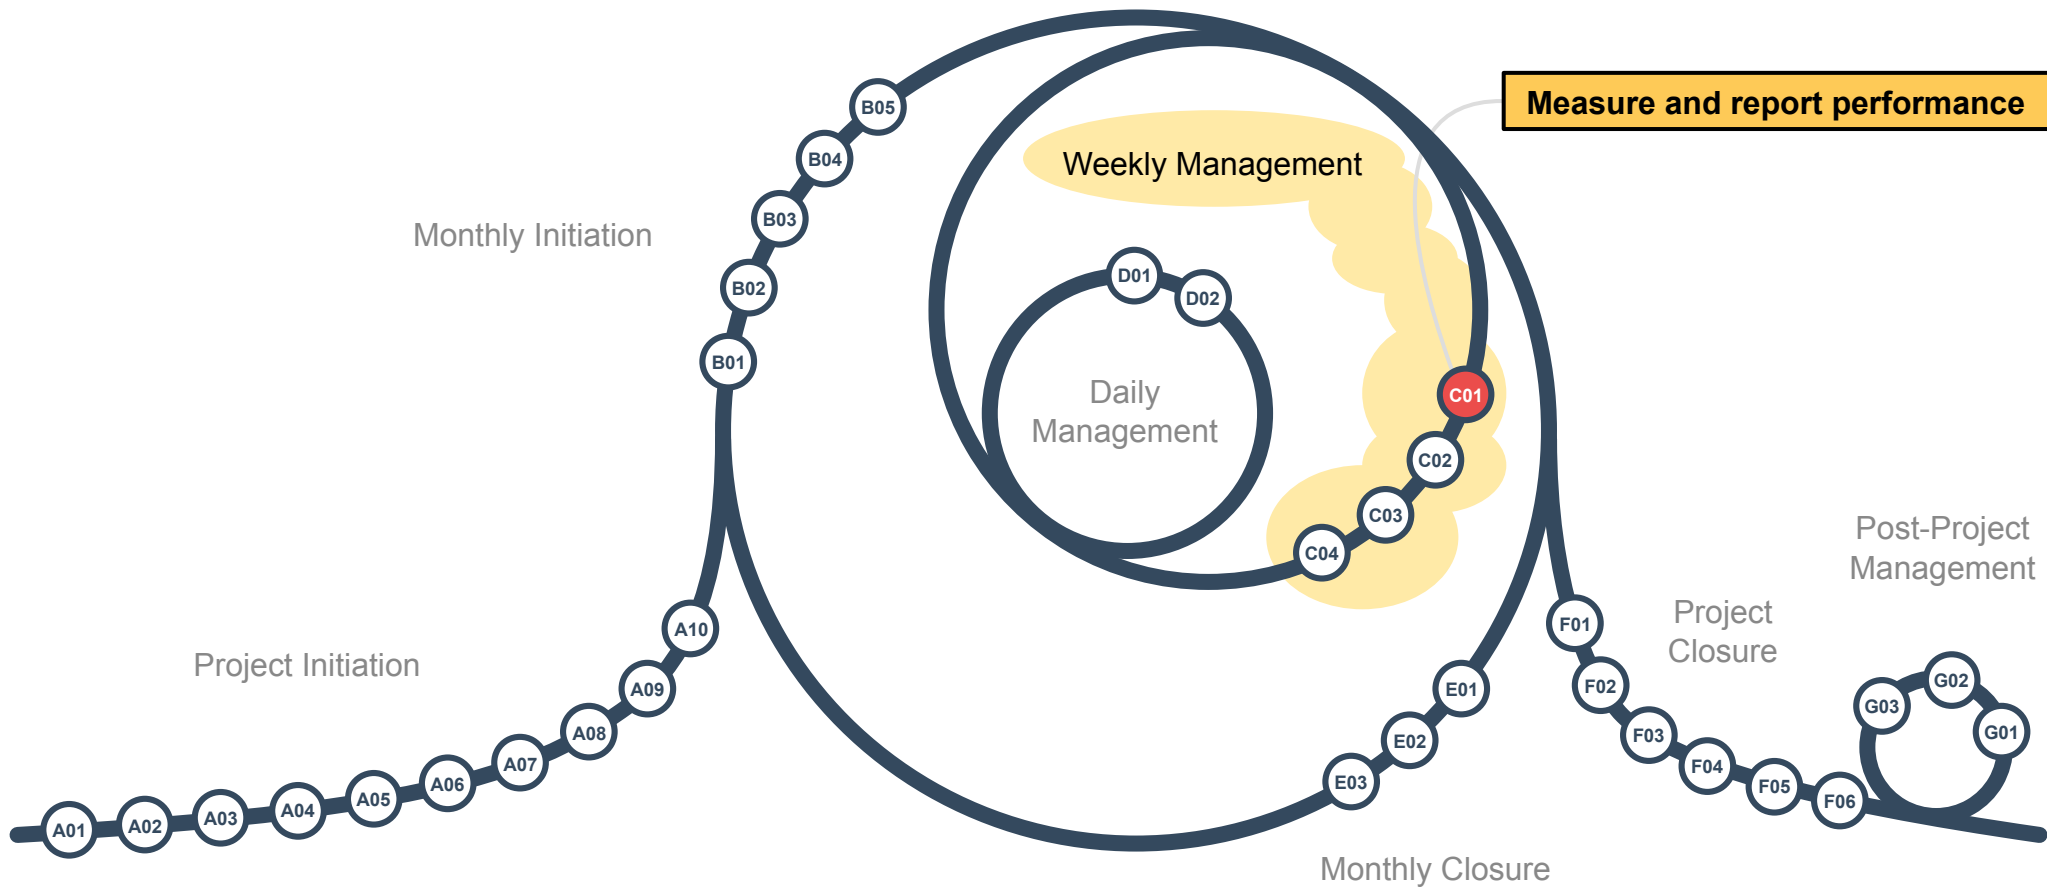 Measure and report performance
Weekly Management
Monthly Initiation
Daily
Management
Post-Project
Management
Project
Closure
Project Initiation
Monthly Closure
A01
A02
A03
A04
A05
A06
A07
A08
A09
A10
B01
B02
B03
B04
B05
C01
C02
C03
C04
D01
D02
E01
E02
E03
F01
F02
F03
F04
F05
F06
G01
G02
G03